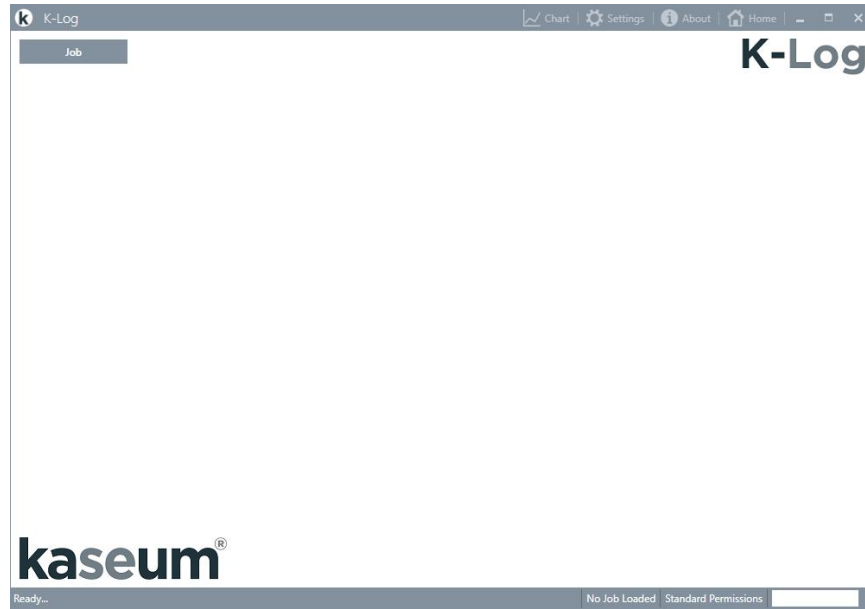 k K-Log Chart Settings About Home
Job
K-Log
kaseum®
Ready... No Job Loaded Standard Permissions